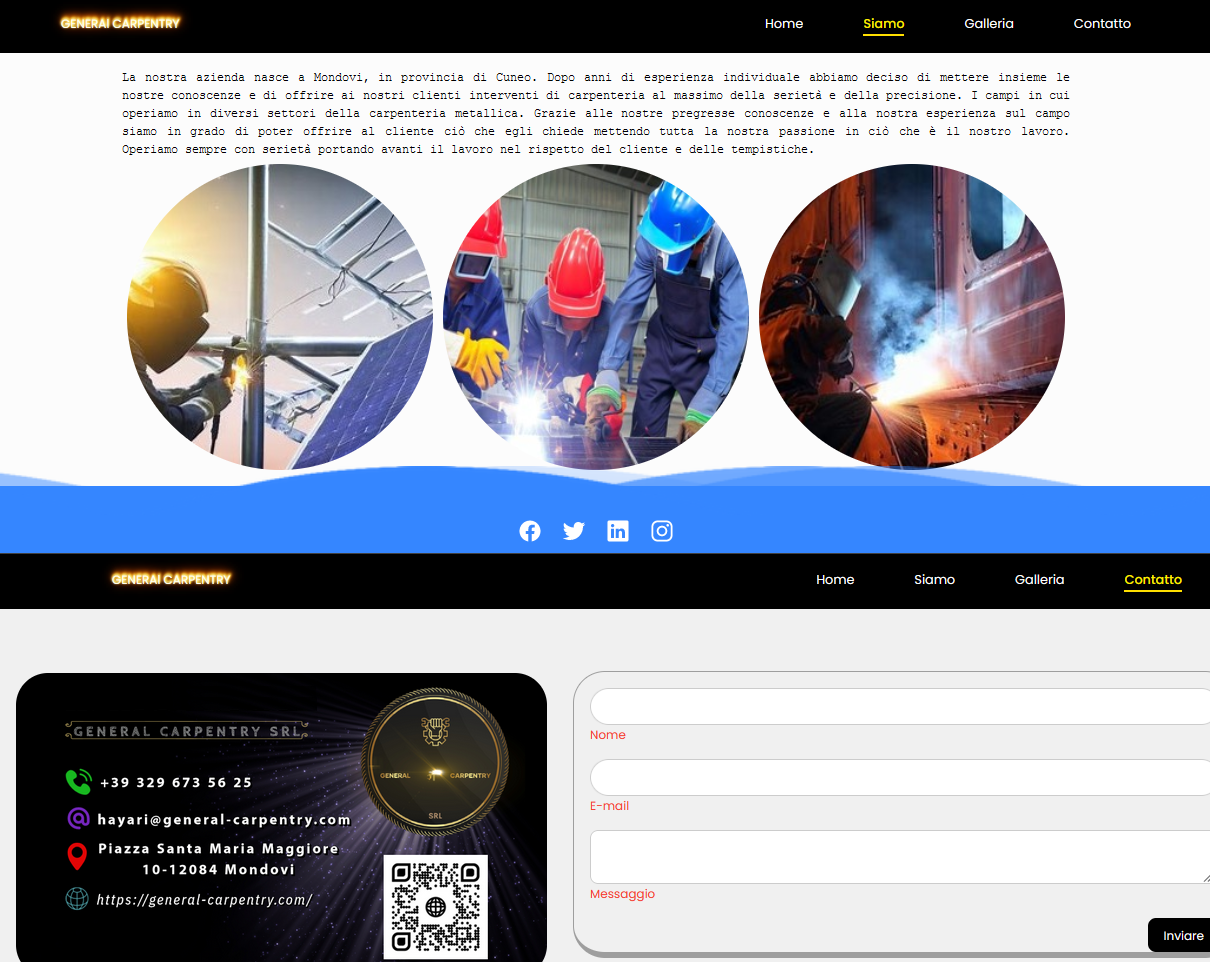 GENERAl CARPENTRY
Home Siamo Galleria Contatto
La nostra azienda nasce a Mondovi, in provincia di Cuneo. Dopo anni di esperienza individuale abbiamo deciso di mettere insieme le
nostre conoscenze e di offrire ai nostri clienti interventi di carpenteria al massimo della serietà e della precisione. I campi in cui
operiamo in diversi settori della carpenteria metallica. Grazie alle nostre pregresse conoscenze e alla nostra esperienza sul campo
siamo in grado di poter offrire al cliente ciò che egli chiede mettendo tutta la nostra passione in ciò che è il nostro lavoro.
Operiamo sempre con serietà portando avanti il lavoro nel rispetto del cliente e delle tempistiche.
GENERAl CARPENTRY
Home Siamo Galleria Contatto
GENERAL CARPENTRY SRL
+39 329 673 56 25
hayari@general-carpentry.com
Piazza Santa Maria Maggiore
10-12084 Mondovi
https://general-carpentry.com/
GENERAL CARPENTRY
SRL
Nome
E-mail
Messaggio
Inviare